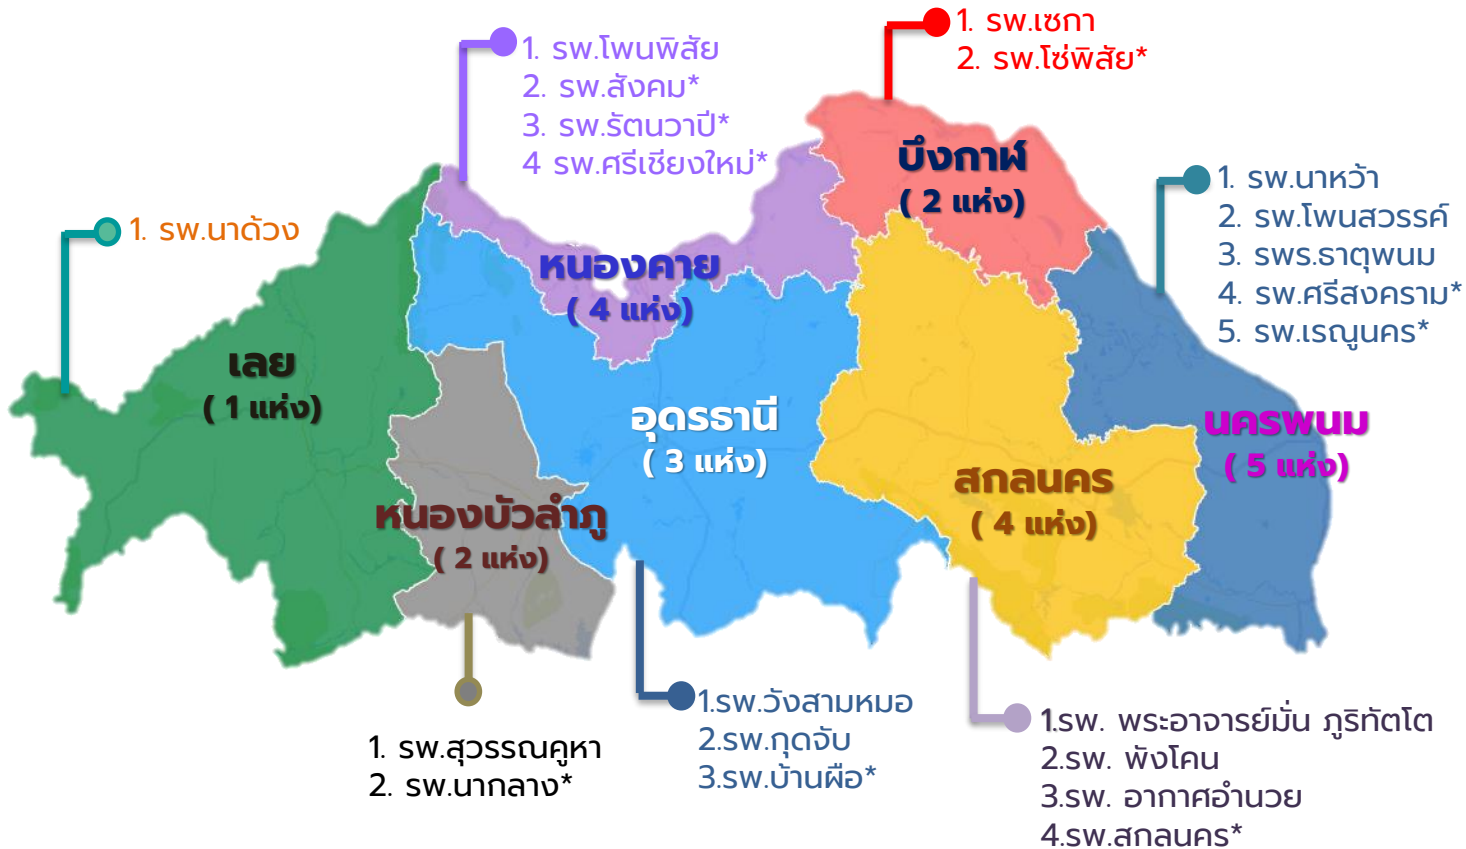 1. รพ.เซกา
2. รพ.โซ่พิสัย*
1. รพ.โพนพิสัย
2. รพ.สังคม*
3. รพ.รัตนวาปี*
4 รพ.ศรีเชียงใหม่*
บึงกาฬ
( 2 แห่ง)
1. รพ.นาหว้า
2. รพ.โพนสวรรค์
3. รพร.ธาตุพนม
4. รพ.ศรีสงคราม*
5. รพ.เรณูนคร*
1. รพ.นาด้วง
หนองคาย
( 4 แห่ง)
เลย
( 1 แห่ง)
อุดรธานี
( 3 แห่ง)
นครพนม
( 5 แห่ง)
สกลนคร
( 4 แห่ง)
หนองบัวลำภู
( 2 แห่ง)
1. รพ.สุวรรณคูหา
2. รพ.นากลาง*
1.รพ.วังสามหมอ
2.รพ.กุดจับ
3.รพ.บ้านผือ*
1.รพ. พระอาจารย์มั่น ภูริทัตโต
2.รพ. พังโคน
3.รพ. อากาศอำนวย
4.รพ.สกลนคร*